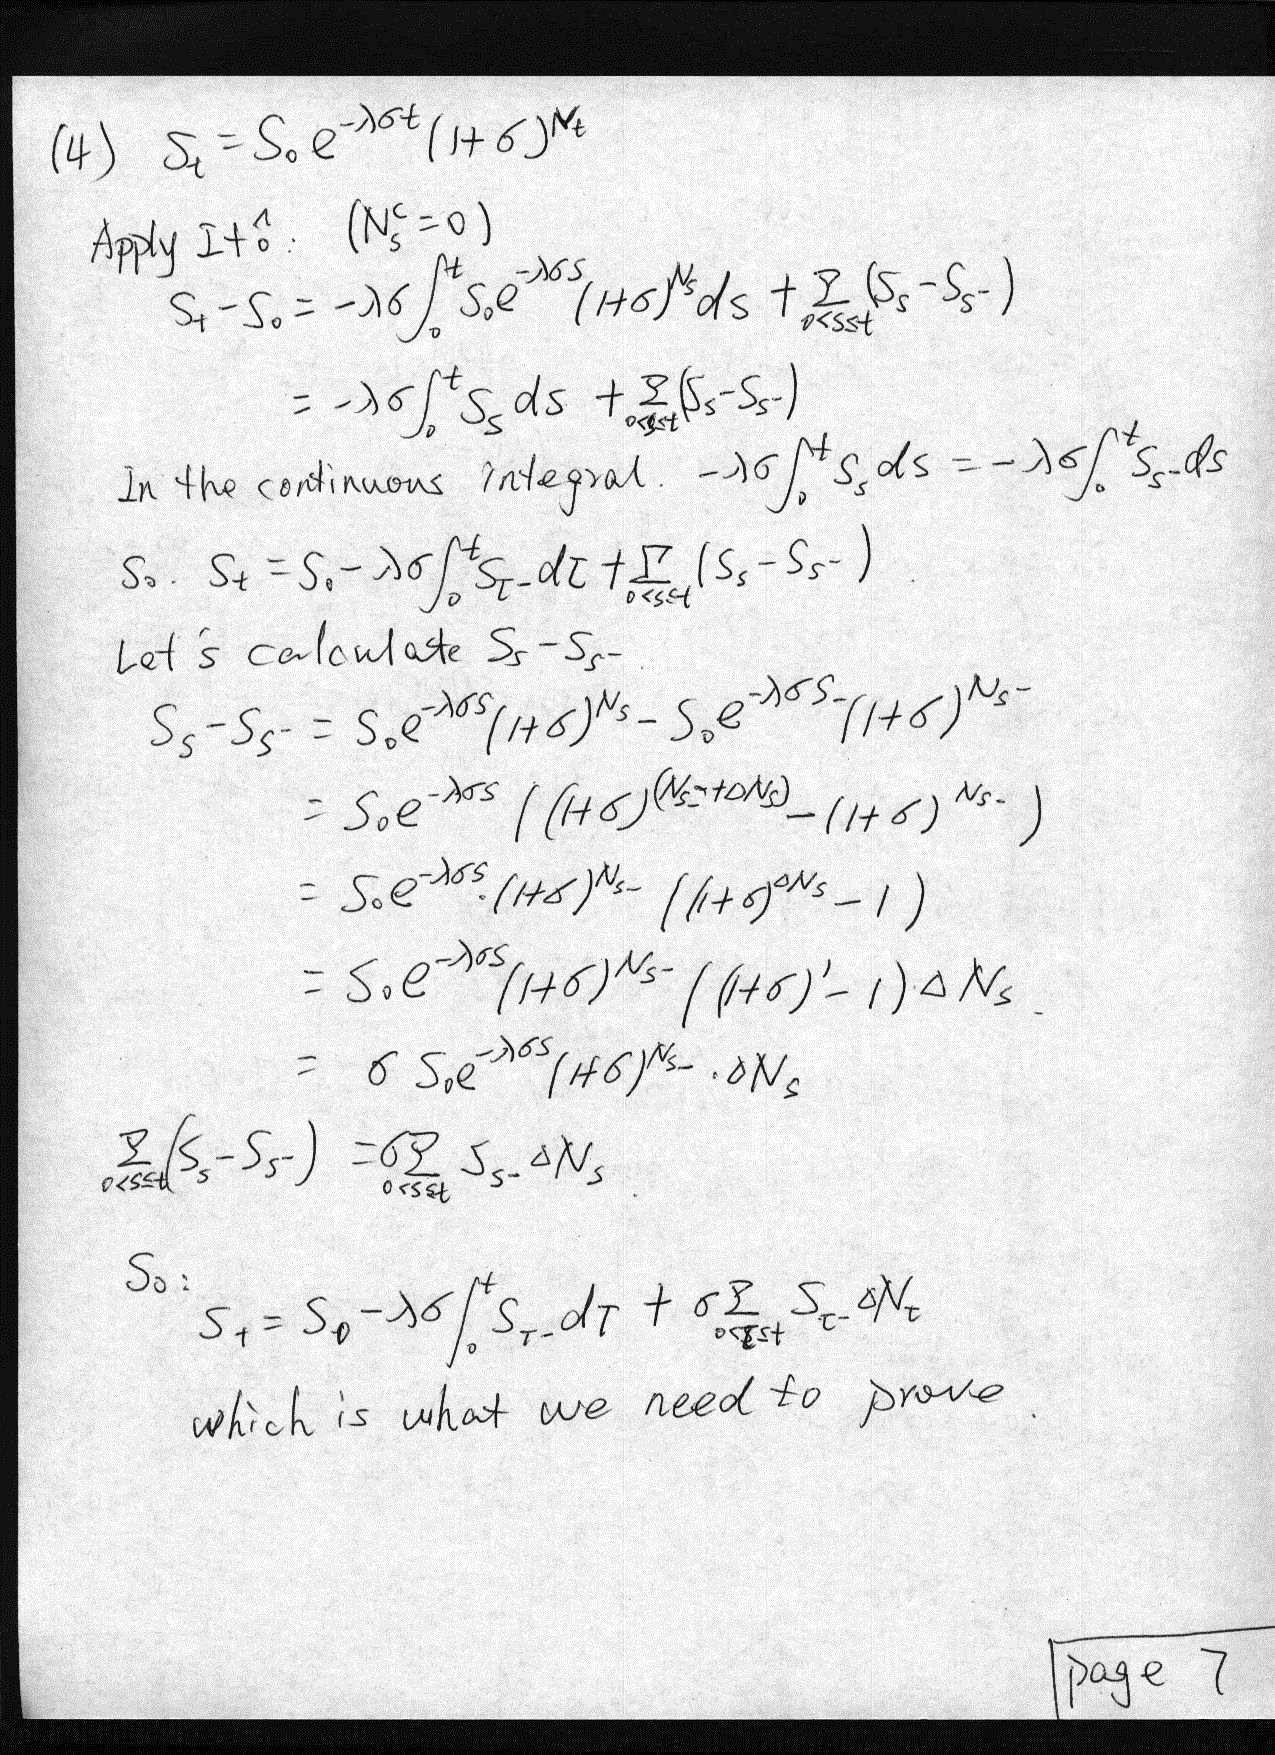 (4) S_t = S_0 e^{-λσt} (1+σ)^{N_t}
Apply Itô: (N_s^c = 0)
S_t - S_0 = -λσ ∫_0^t S_0 e^{-λσs} (1+σ)^{N_s} ds + Σ_{0<s≤t} (S_s - S_{s-})
= -λσ ∫_0^t S_s ds + Σ_{0<s≤t} (S_s - S_{s-})
In the continuous integral. -λσ ∫_0^t S_s ds = -λσ ∫_0^t S_{s-} ds
So. S_t = S_0 - λσ ∫_0^t S_{τ-} dτ + Σ_{0<s≤t} (S_s - S_{s-})
Let's calculate S_s - S_{s-}
S_s - S_{s-} = S_0 e^{-λσs} (1+σ)^{N_s} - S_0 e^{-λσs-} (1+σ)^{N_{s-}}
= S_0 e^{-λσs} ((1+σ)^{(N_{s-}+ΔN_s)} - (1+σ)^{N_{s-}})
= S_0 e^{-λσs} · (1+σ)^{N_{s-}} ((1+σ)^{ΔN_s} - 1)
= S_0 e^{-λσs} (1+σ)^{N_{s-}} ((1+σ)^1 - 1) · ΔN_s
= σ S_0 e^{-λσs} (1+σ)^{N_{s-}} · ΔN_s
Σ_{0<s≤t} (S_s - S_{s-}) = σ Σ_{0<s≤t} S_{s-} ΔN_s
So:
S_t = S_0 - λσ ∫_0^t S_{τ-} dτ + σ Σ_{0<τ≤t} S_{τ-} ΔN_τ
which is what we need to prove.
page 7